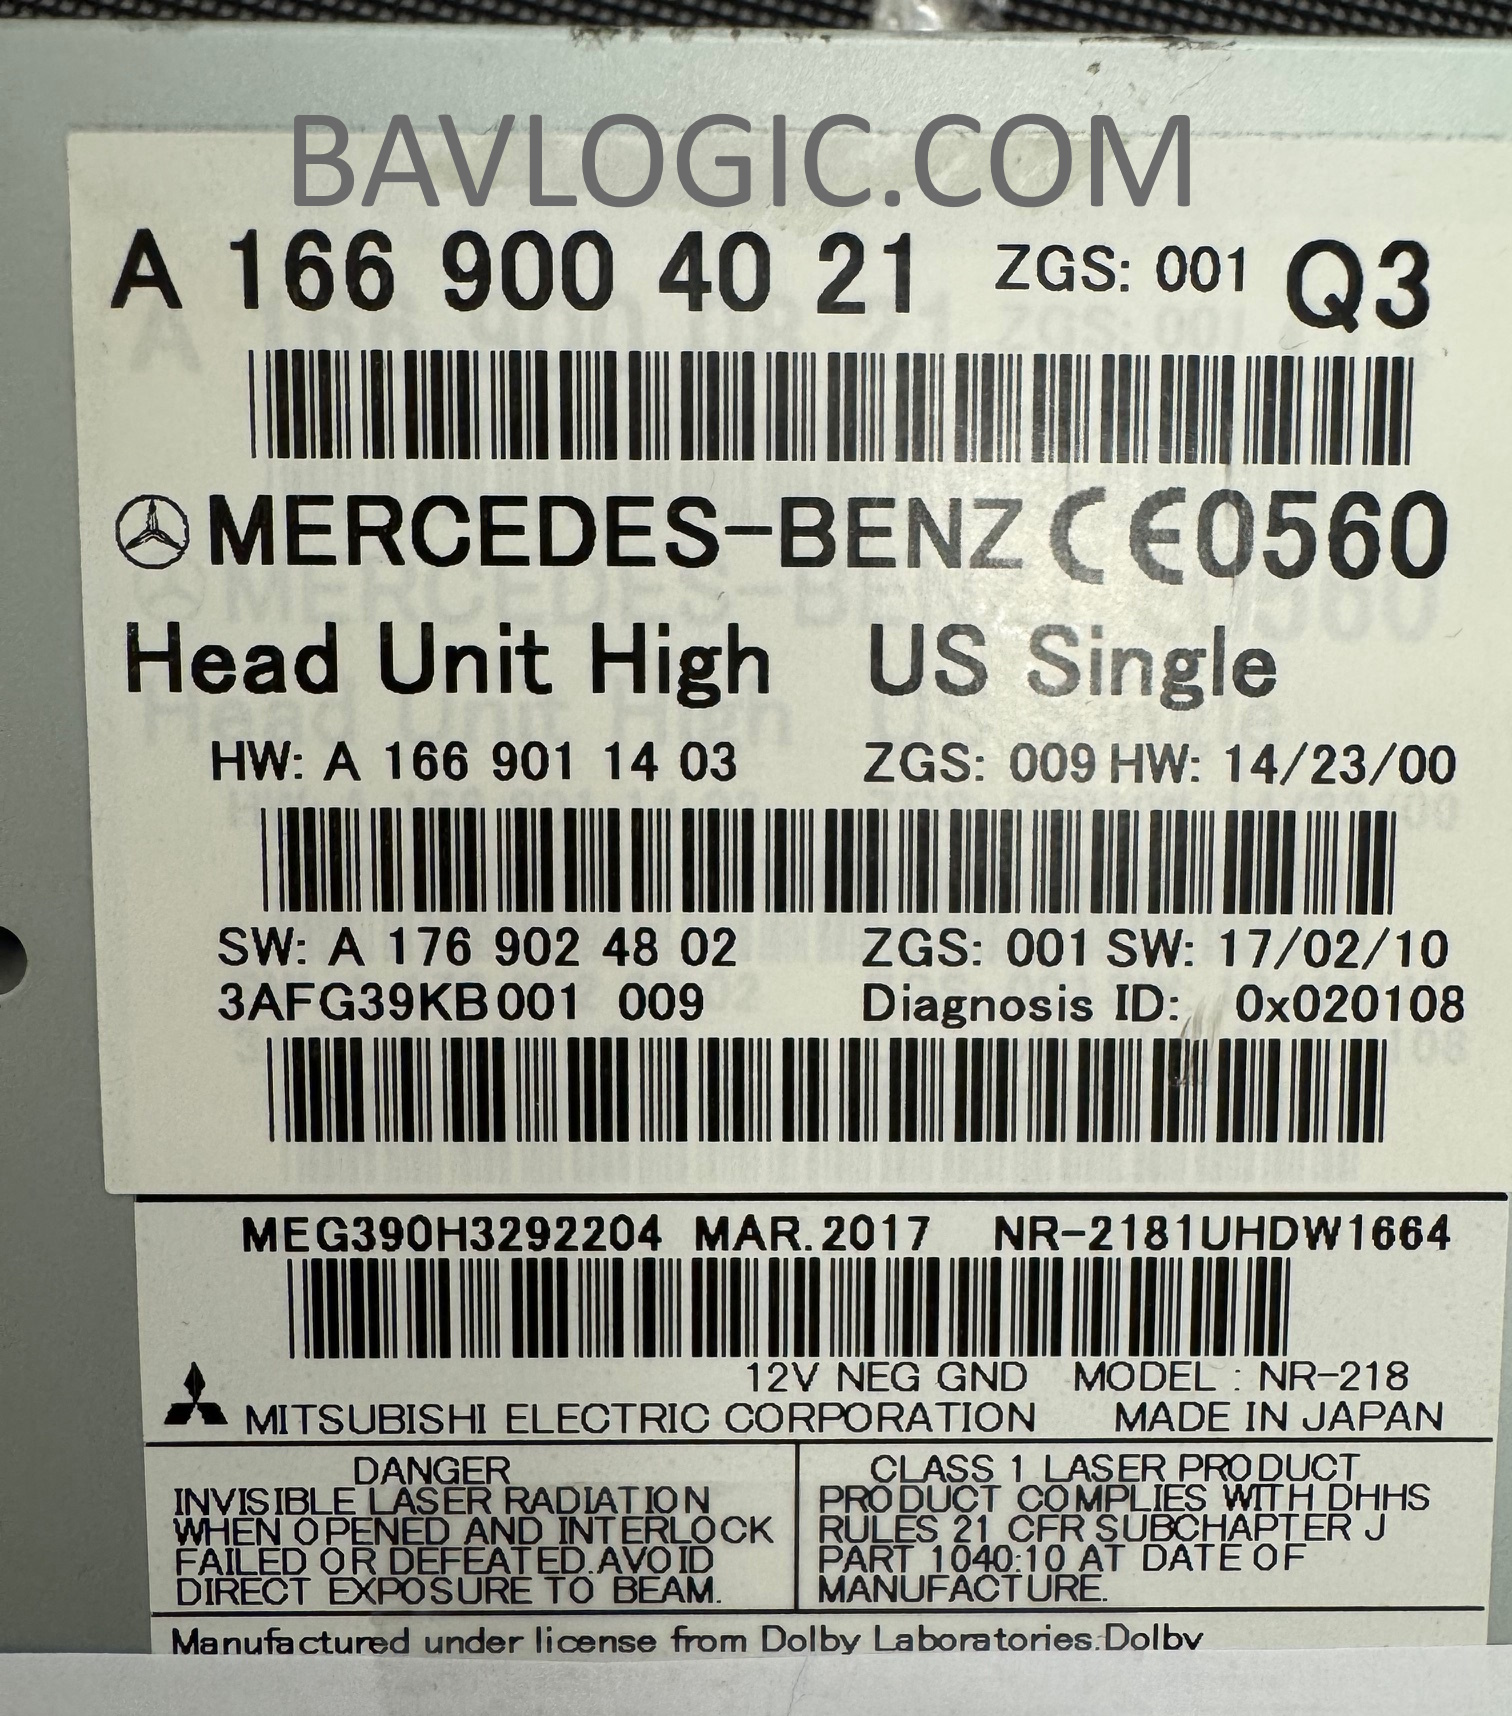 BAVLOGIC.COM
A 166 900 40 21 ZGS: 001 Q3
MERCEDES-BENZ CE0560
Head Unit High US Single
HW: A 166 901 14 03 ZGS: 009 HW: 14/23/00
SW: A 176 902 48 02 ZGS: 001 SW: 17/02/10
3AFG39KB001 009 Diagnosis ID: 0x020108
MEG390H3292204 MAR.2017 NR-2181UHDW1664
12V NEG GND MODEL : NR-218
MITSUBISHI ELECTRIC CORPORATION MADE IN JAPAN
DANGER
INVISIBLE LASER RADIATION
WHEN OPENED AND INTERLOCK
FAILED OR DEFEATED.AVOID
DIRECT EXPOSURE TO BEAM.
CLASS 1 LASER PRODUCT
PRODUCT COMPLIES WITH DHHS
RULES 21 CFR SUBCHAPTER J
PART 1040:10 AT DATE OF
MANUFACTURE.
Manufactured under license from Dolby Laboratories.Dolby